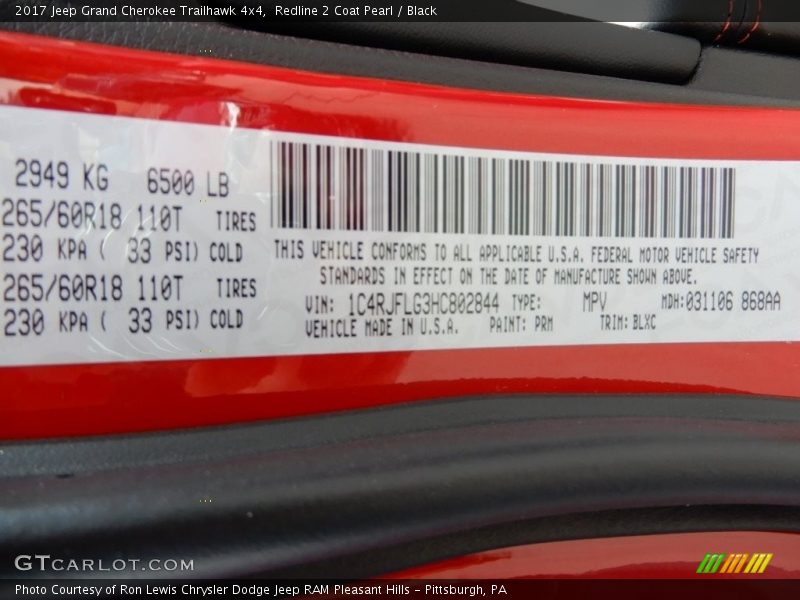 2017 Jeep Grand Cherokee Trailhawk 4x4,  Redline 2 Coat Pearl / Black
2949 KG 6500 LB
265/60R18 110T TIRES
230 KPA ( 33 PSI) COLD
265/60R18 110T TIRES
230 KPA ( 33 PSI) COLD
THIS VEHICLE CONFORMS TO ALL APPLICABLE U.S.A. FEDERAL MOTOR VEHICLE SAFETY
STANDARDS IN EFFECT ON THE DATE OF MANUFACTURE SHOWN ABOVE.
VIN: 1C4RJFLG3HC802844 TYPE: MPV MDH:031106 868AA
VEHICLE MADE IN U.S.A. PAINT: PRM TRIM: BLXC
GTCARLOT.COM
Photo Courtesy of Ron Lewis Chrysler Dodge Jeep RAM Pleasant Hills – Pittsburgh, PA